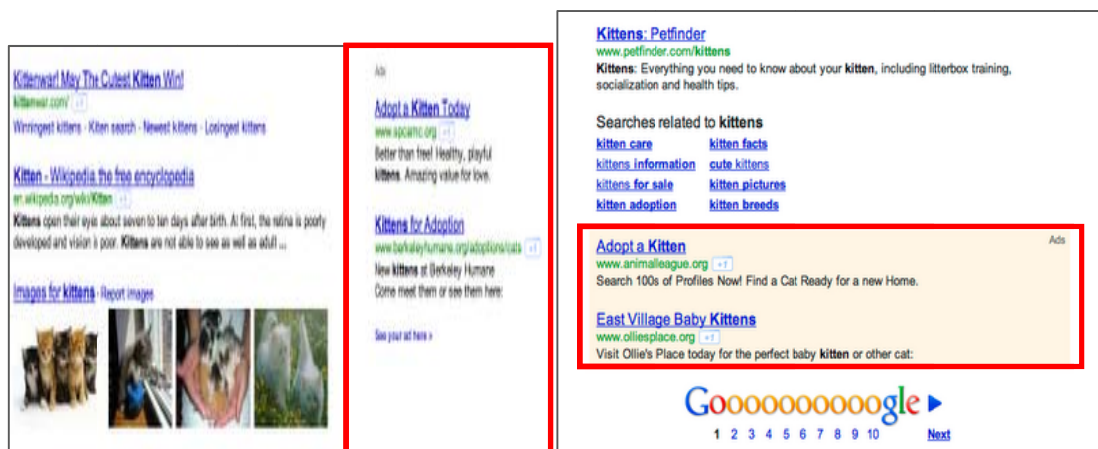 Kittenwar! May The Cutest Kitten Win!
kittenwar.com/ +1
Winningest kittens - Kitten search - Newest kittens - Losingest kittens
Kitten - Wikipedia the free encyclopedia
en.wikipedia.org/wiki/Kitten +1
Kittens open their eyes about seven to ten days after birth. At first, the retina is poorly
developed and vision is poor. Kittens are not able to see as well as adult ...
Images for kittens - Report images
Ads
Adopt a Kitten Today
www.spcamc.org +1
Better than free! Healthy, playful
kittens. Amazing value for love.
Kittens for Adoption
www.berkeleyhumane.org/adoptions/cats +1
New kittens at Berkeley Humane
Come meet them or see them here:
See your ad here »
Kittens: Petfinder
www.petfinder.com/kittens
Kittens: Everything you need to know about your kitten, including litterbox training,
socialization and health tips.
Searches related to kittens
kitten care kitten facts
kittens information cute kittens
kittens for sale kitten pictures
kitten adoption kitten breeds
Ads
Adopt a Kitten
www.animalleague.org +1
Search 100s of Profiles Now! Find a Cat Ready for a new Home.
East Village Baby Kittens
www.olliesplace.org +1
Visit Ollie's Place today for the perfect baby kitten or other cat:
Goooooooooogle
1 2 3 4 5 6 7 8 9 10 Next